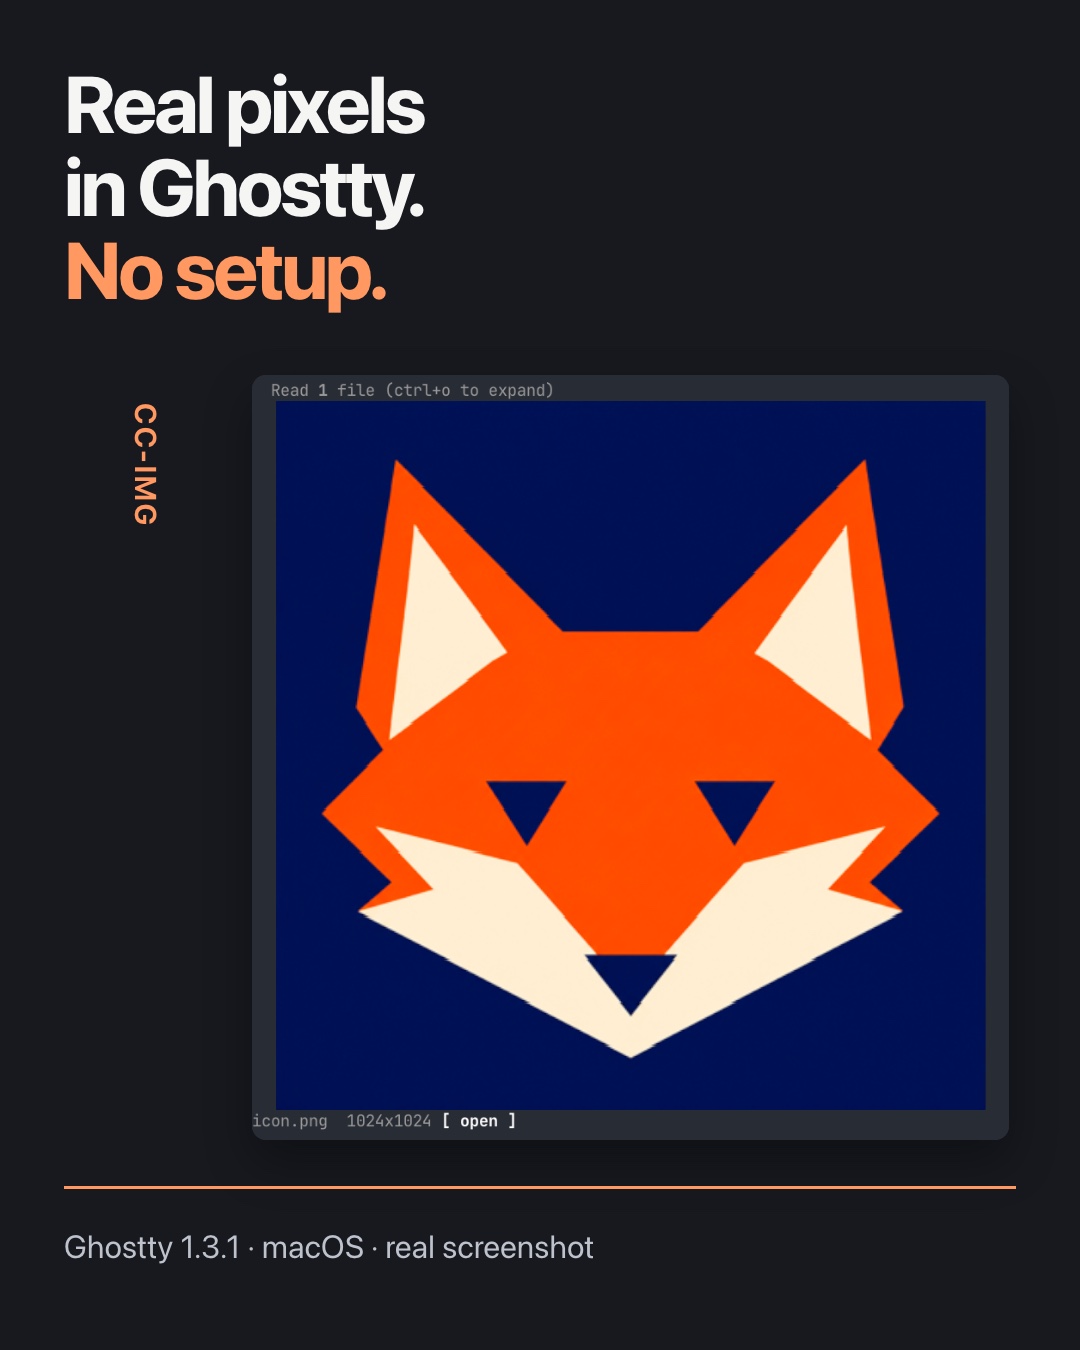 Real pixels
in Ghostty.
No setup.
CC-IMG
Read 1 file (ctrl+o to expand)
icon.png  1024x1024 [ open ]
Ghostty 1.3.1 · macOS · real screenshot